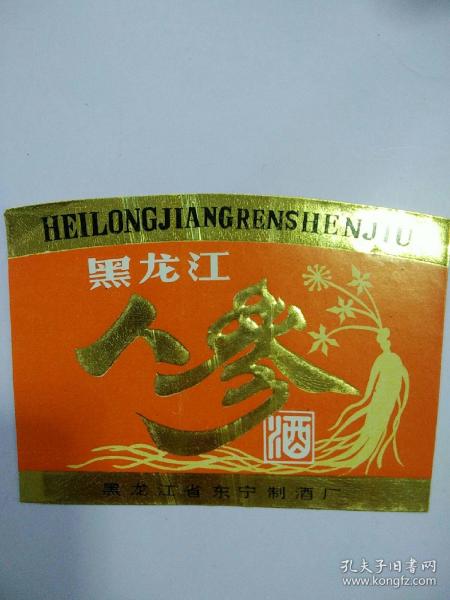 HEILONGJIANGRENSHENJIU
黑龙江
人参
酒
黑龙江省东宁制酒厂
孔夫子旧书网
www.kongfz.com